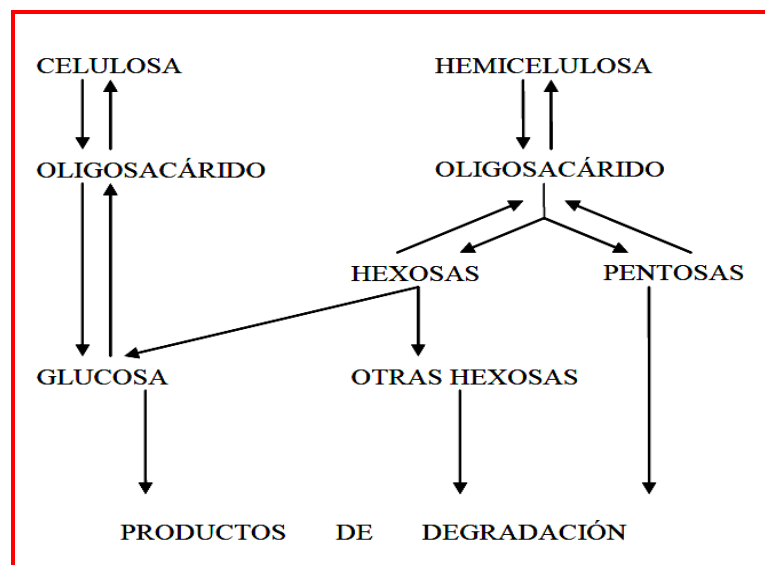 CELULOSA HEMICELULOSA
OLIGOSACÁRIDO OLIGOSACÁRIDO
HEXOSAS PENTOSAS
GLUCOSA OTRAS HEXOSAS
PRODUCTOS DE DEGRADACIÓN